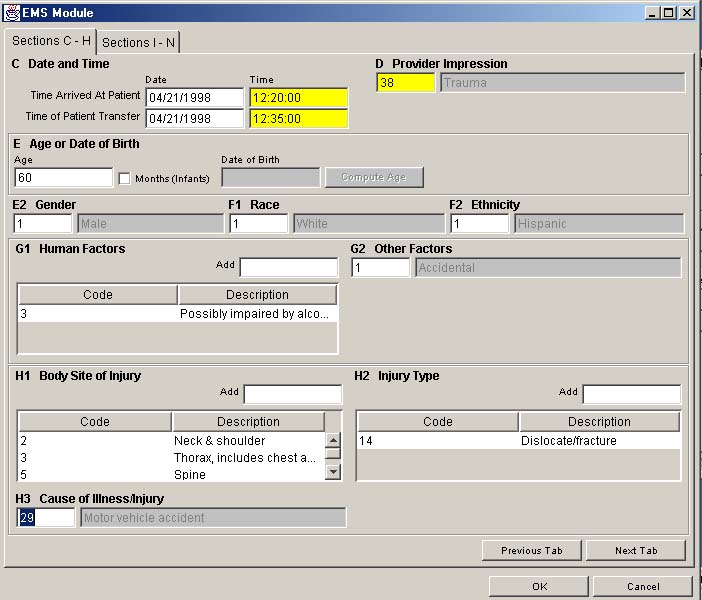 EMS Module
Sections C - H Sections I - N
C Date and Time D Provider Impression
Date Time
38 Trauma
Time Arrived At Patient 04/21/1998 12:20:00
Time of Patient Transfer 04/21/1998 12:35:00
E Age or Date of Birth
Age Date of Birth
60 Months (Infants) Compute Age
E2 Gender F1 Race F2 Ethnicity
1 Male 1 White 1 Hispanic
G1 Human Factors G2 Other Factors
Add 1 Accidental
Code Description
3 Possibly impaired by alco...
H1 Body Site of Injury H2 Injury Type
Add Add
Code Description Code Description
2 Neck & shoulder 14 Dislocate/fracture
3 Thorax, includes chest a...
5 Spine
H3 Cause of Illness/Injury
29 Motor vehicle accident
Previous Tab Next Tab
OK Cancel